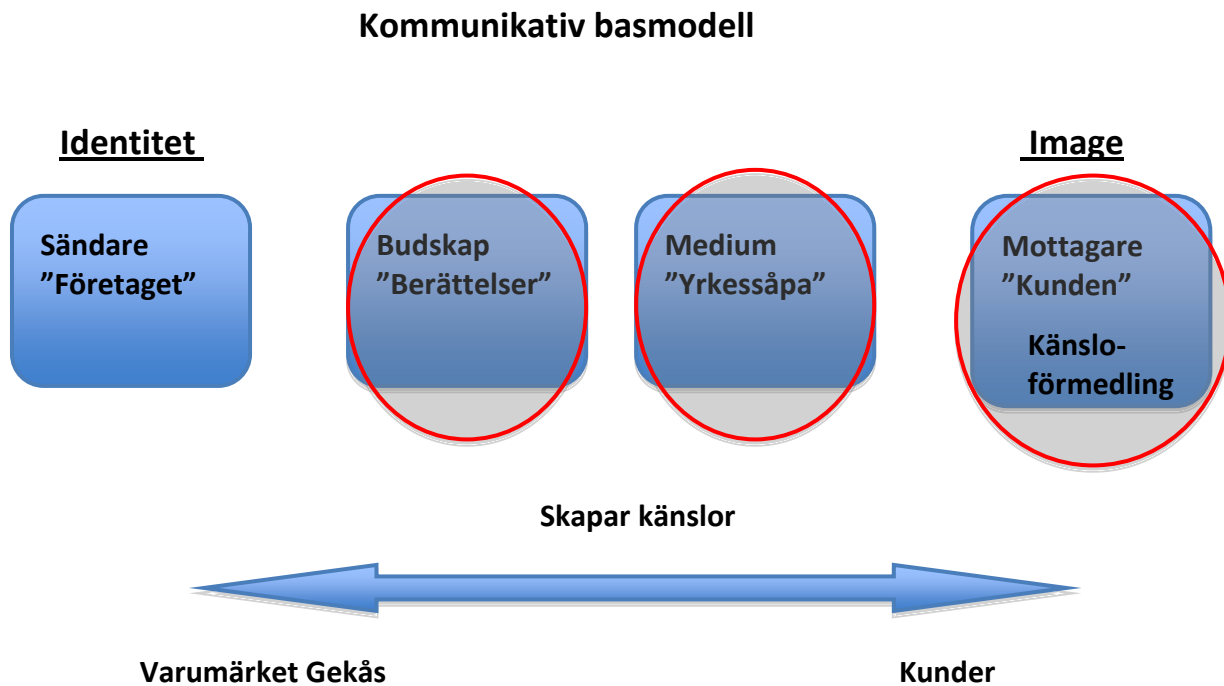 Kommunikativ basmodell
Identitet
Image
Sändare
”Företaget”
Budskap
”Berättelser”
Medium
”Yrkessåpa”
Mottagare
”Kunden”
Känslo-
förmedling
Skapar känslor
Varumärket Gekås
Kunder